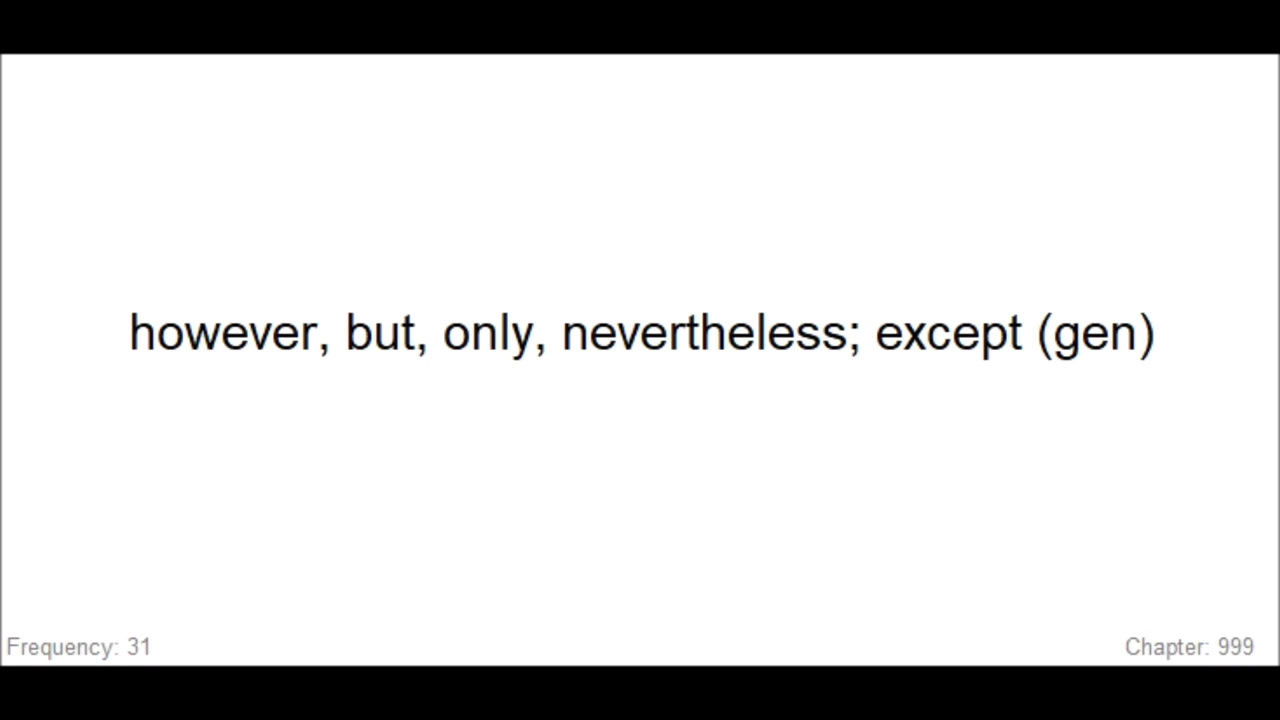 however, but, only, nevertheless; except (gen)
Frequency: 31
Chapter: 999